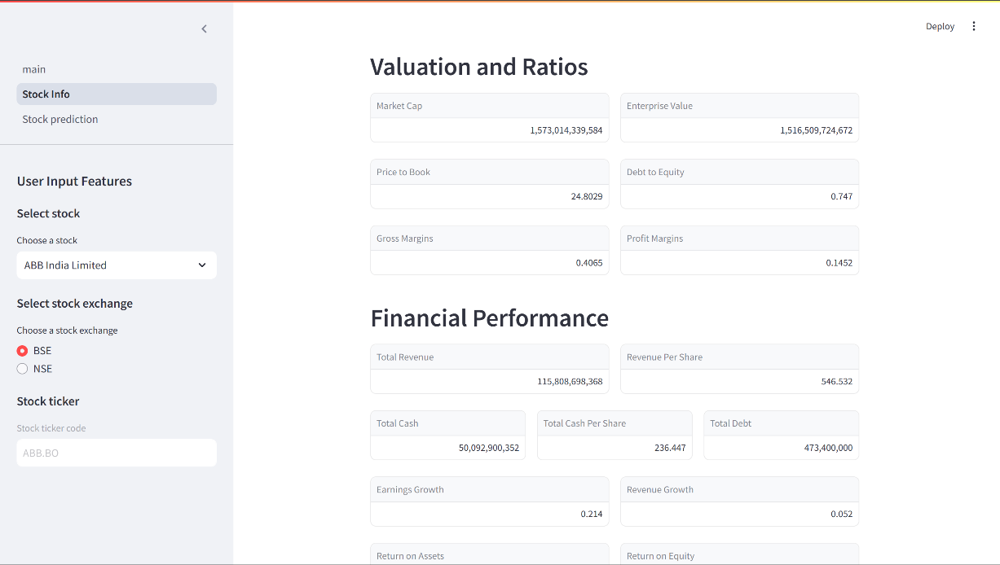 Deploy
main
Stock Info
Stock prediction
User Input Features
Select stock
Choose a stock
ABB India Limited
Select stock exchange
Choose a stock exchange
BSE
NSE
Stock ticker
Stock ticker code
ABB.BO
Valuation and Ratios
Market Cap
1,573,014,339,584
Enterprise Value
1,516,509,724,672
Price to Book
24.8029
Debt to Equity
0.747
Gross Margins
0.4065
Profit Margins
0.1452
Financial Performance
Total Revenue
115,808,698,368
Revenue Per Share
546.532
Total Cash
50,092,900,352
Total Cash Per Share
236.447
Total Debt
473,400,000
Earnings Growth
0.214
Revenue Growth
0.052
Return on Assets
Return on Equity